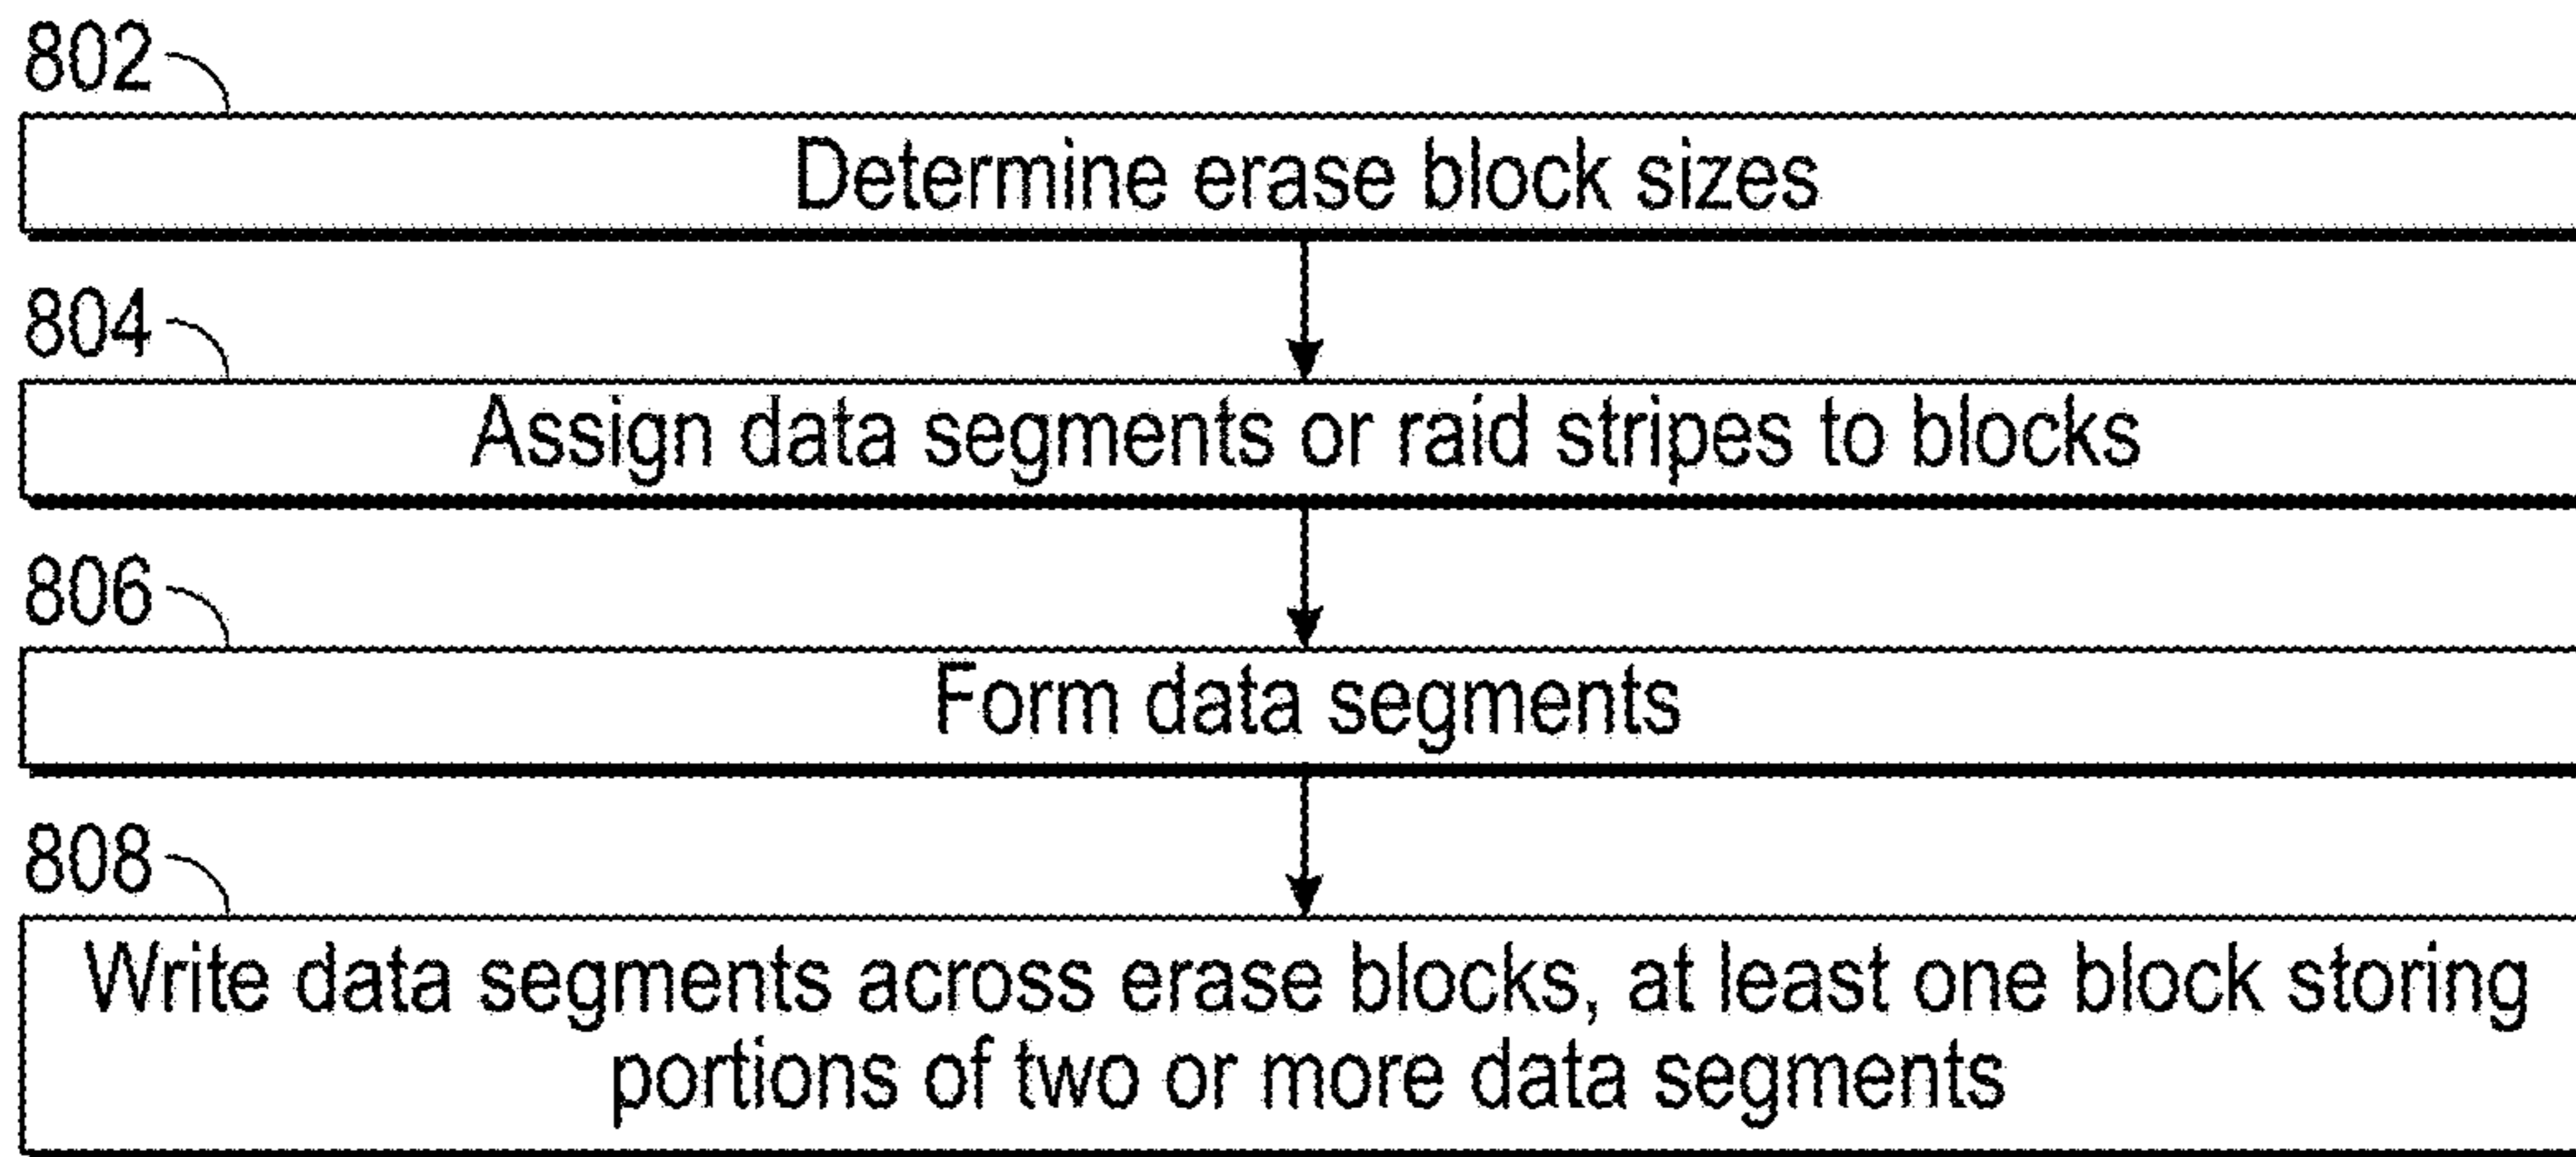 802
Determine erase block sizes
804
Assign data segments or raid stripes to blocks
806
Form data segments
808
Write data segments across erase blocks, at least one block storing
portions of two or more data segments